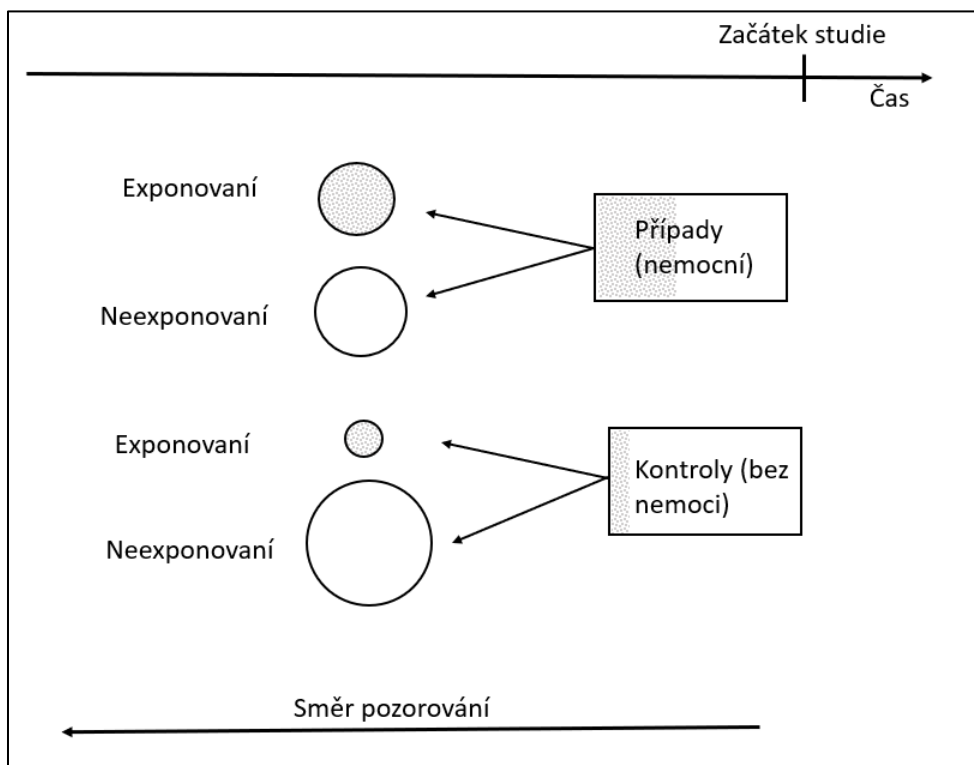 Začátek studie
Čas
Exponovaní
Případy
(nemocní)
Neexponovaní
Exponovaní
Kontroly (bez
nemoci)
Neexponovaní
Směr pozorování